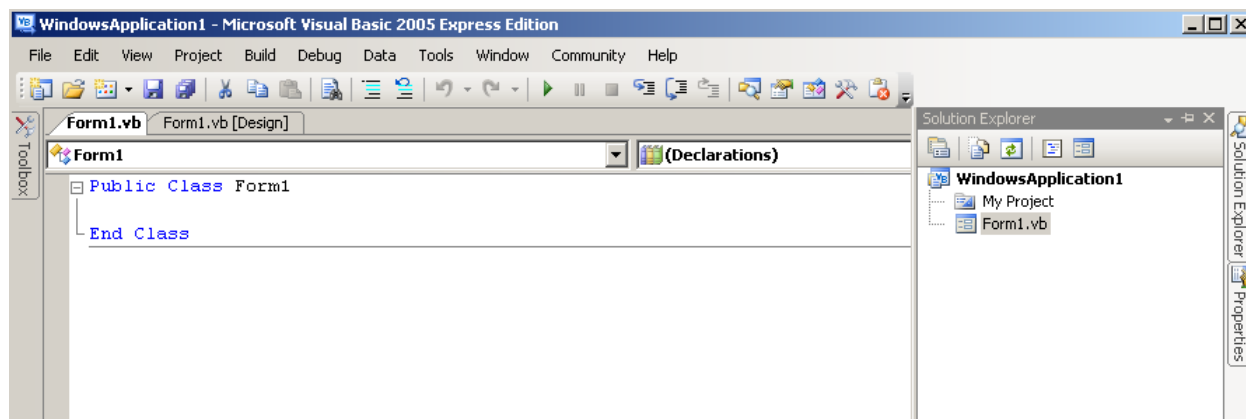 WindowsApplication1 - Microsoft Visual Basic 2005 Express Edition
File Edit View Project Build Debug Data Tools Window Community Help
Toolbox
Form1.vb Form1.vb [Design]
Form1 (Declarations)
Public Class Form1
End Class
Solution Explorer
WindowsApplication1
My Project
Form1.vb
Solution Explorer
Properties